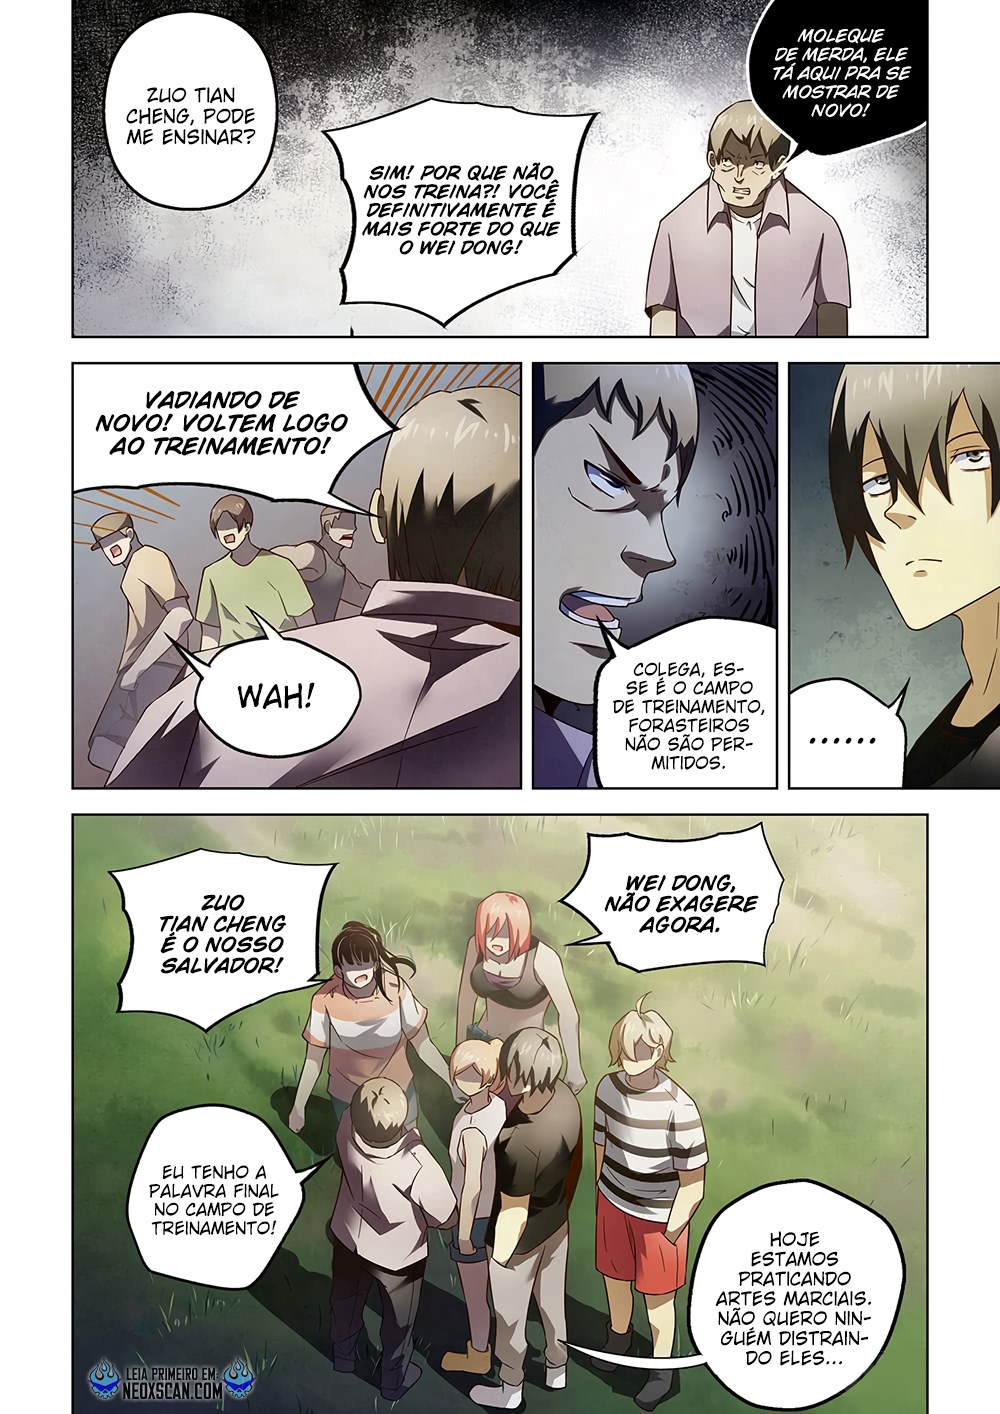 ZUO TIAN
CHENG, PODE
ME ENSINAR?
SIM! POR QUE NÃO
NOS TREINA?! VOCÊ
DEFINITIVAMENTE É
MAIS FORTE DO QUE
O WEI DONG!
MOLEQUE
DE MERDA, ELE
TÁ AQUI PRA SE
MOSTRAR DE
NOVO!
VADIANDO DE
NOVO! VOLTEM LOGO
AO TREINAMENTO!
WAH!
COLEGA, ES-
SE É O CAMPO
DE TREINAMENTO,
FORASTEIROS
NÃO SÃO PER-
MITIDOS.
......
ZUO
TIAN CHENG
É O NOSSO
SALVADOR!
WEI DONG,
NÃO EXAGERE
AGORA.
EU TENHO A
PALAVRA FINAL
NO CAMPO DE
TREINAMENTO!
HOJE
ESTAMOS
PRATICANDO
ARTES MARCIAIS.
NÃO QUERO NIN-
GUÉM DISTRAIN-
DO ELES...
LEIA PRIMEIRO EM:
NEOXSCAN.COM